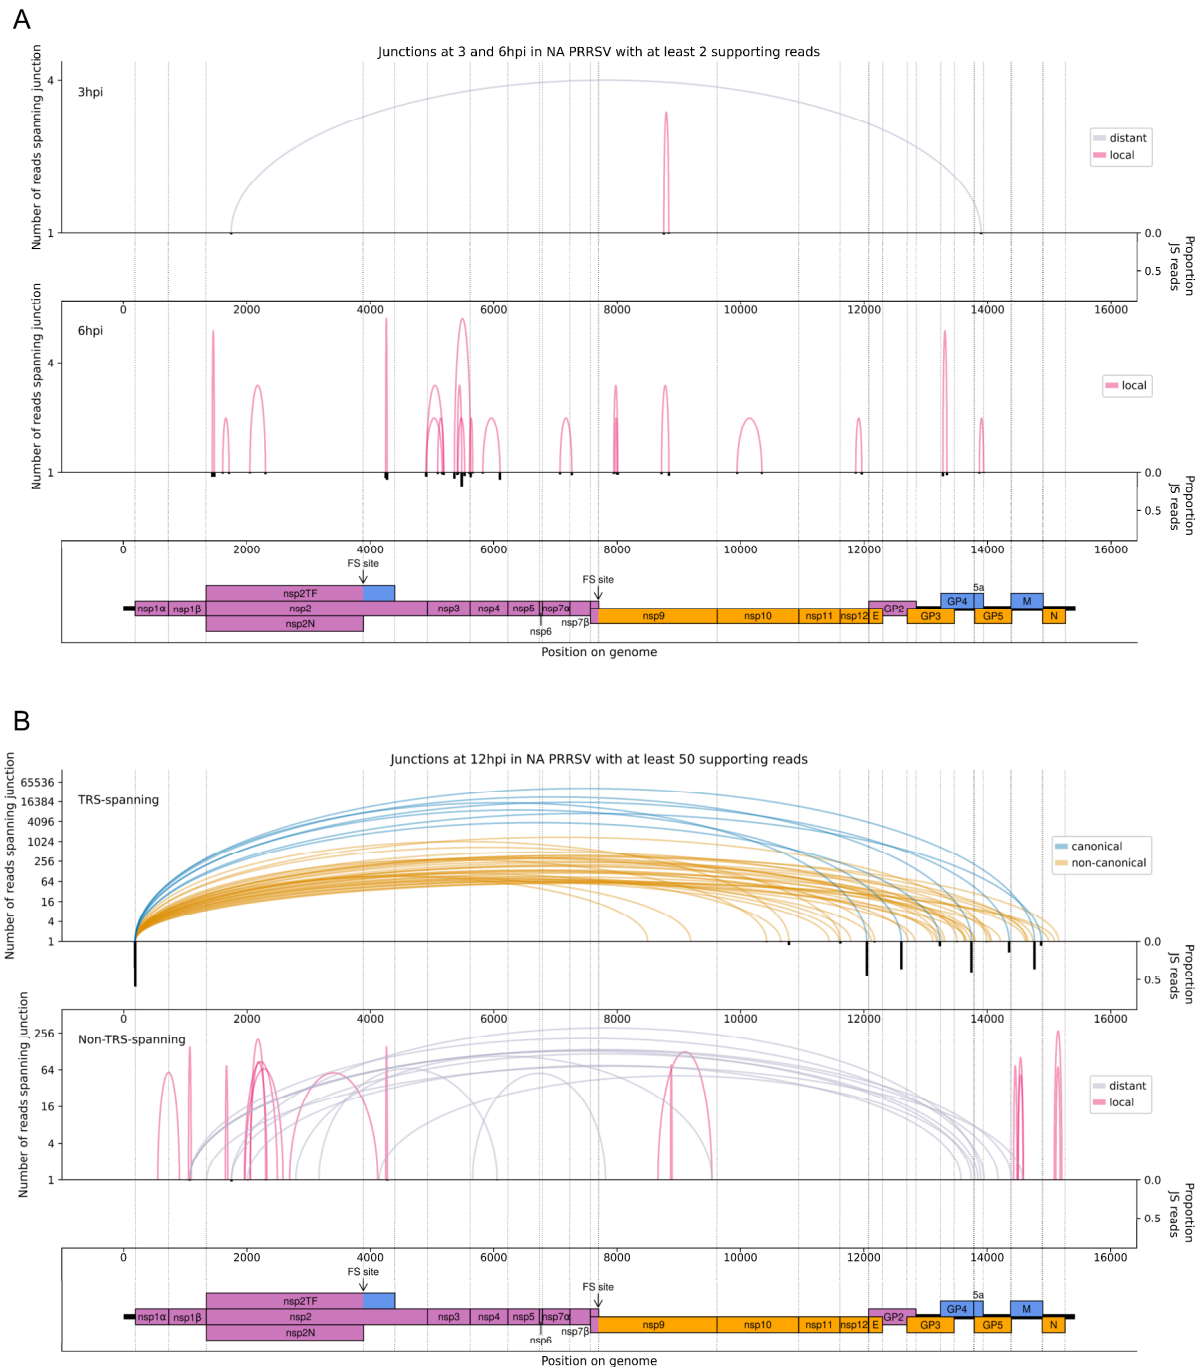 A
Junctions at 3 and 6hpi in NA PRRSV with at least 2 supporting reads
Number of reads spanning junction
4
1
3hpi
distant
local
0.0
0.5
Proportion
JS reads
0 2000 4000 6000 8000 10000 12000 14000 16000
Number of reads spanning junction
4
1
6hpi
local
0.0
0.5
Proportion
JS reads
0 2000 4000 6000 8000 10000 12000 14000 16000
FS site
FS site
nsp2TF
nsp1α nsp1β nsp2 nsp3 nsp4 nsp5 nsp7α
nsp2N
nsp6
nsp7β
nsp9 nsp10 nsp11 nsp12 E
GP2
GP3
GP4
5a
GP5
M
N
Position on genome
B
Junctions at 12hpi in NA PRRSV with at least 50 supporting reads
Number of reads spanning junction
65536
16384
4096
1024
256
64
16
4
1
TRS-spanning
canonical
non-canonical
0.0
0.5
Proportion
JS reads
0 2000 4000 6000 8000 10000 12000 14000 16000
Number of reads spanning junction
256
64
16
4
1
Non-TRS-spanning
distant
local
0.0
0.5
Proportion
JS reads
0 2000 4000 6000 8000 10000 12000 14000 16000
FS site
FS site
nsp2TF
nsp1α nsp1β nsp2 nsp3 nsp4 nsp5 nsp7α
nsp2N
nsp6
nsp7β
nsp9 nsp10 nsp11 nsp12 E
GP2
GP3
GP4
5a
GP5
M
N
Position on genome